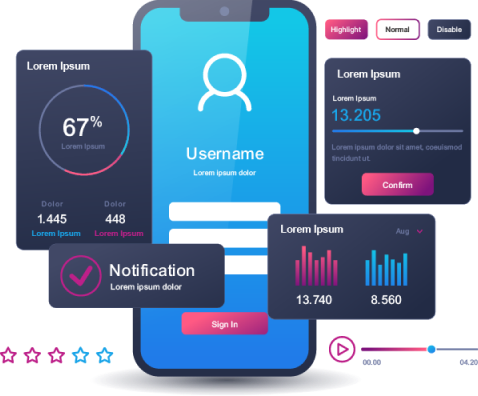 Highlight
Normal
Disable
Lorem Ipsum
67%
Lorem ipsum
Dolor
Dolor
1.445
448
Lorem Ipsum
Lorem Ipsum
Username
Lorem ipsum dolor
Sign In
Lorem Ipsum
Lorem Ipsum
13.205
Lorem ipsum dolor sit amet, coeulamod
tincidunt ut.
Confirm
Notification
Lorem ipsum dolor
Lorem Ipsum
Aug
13.740
8.560
00.00
04.20